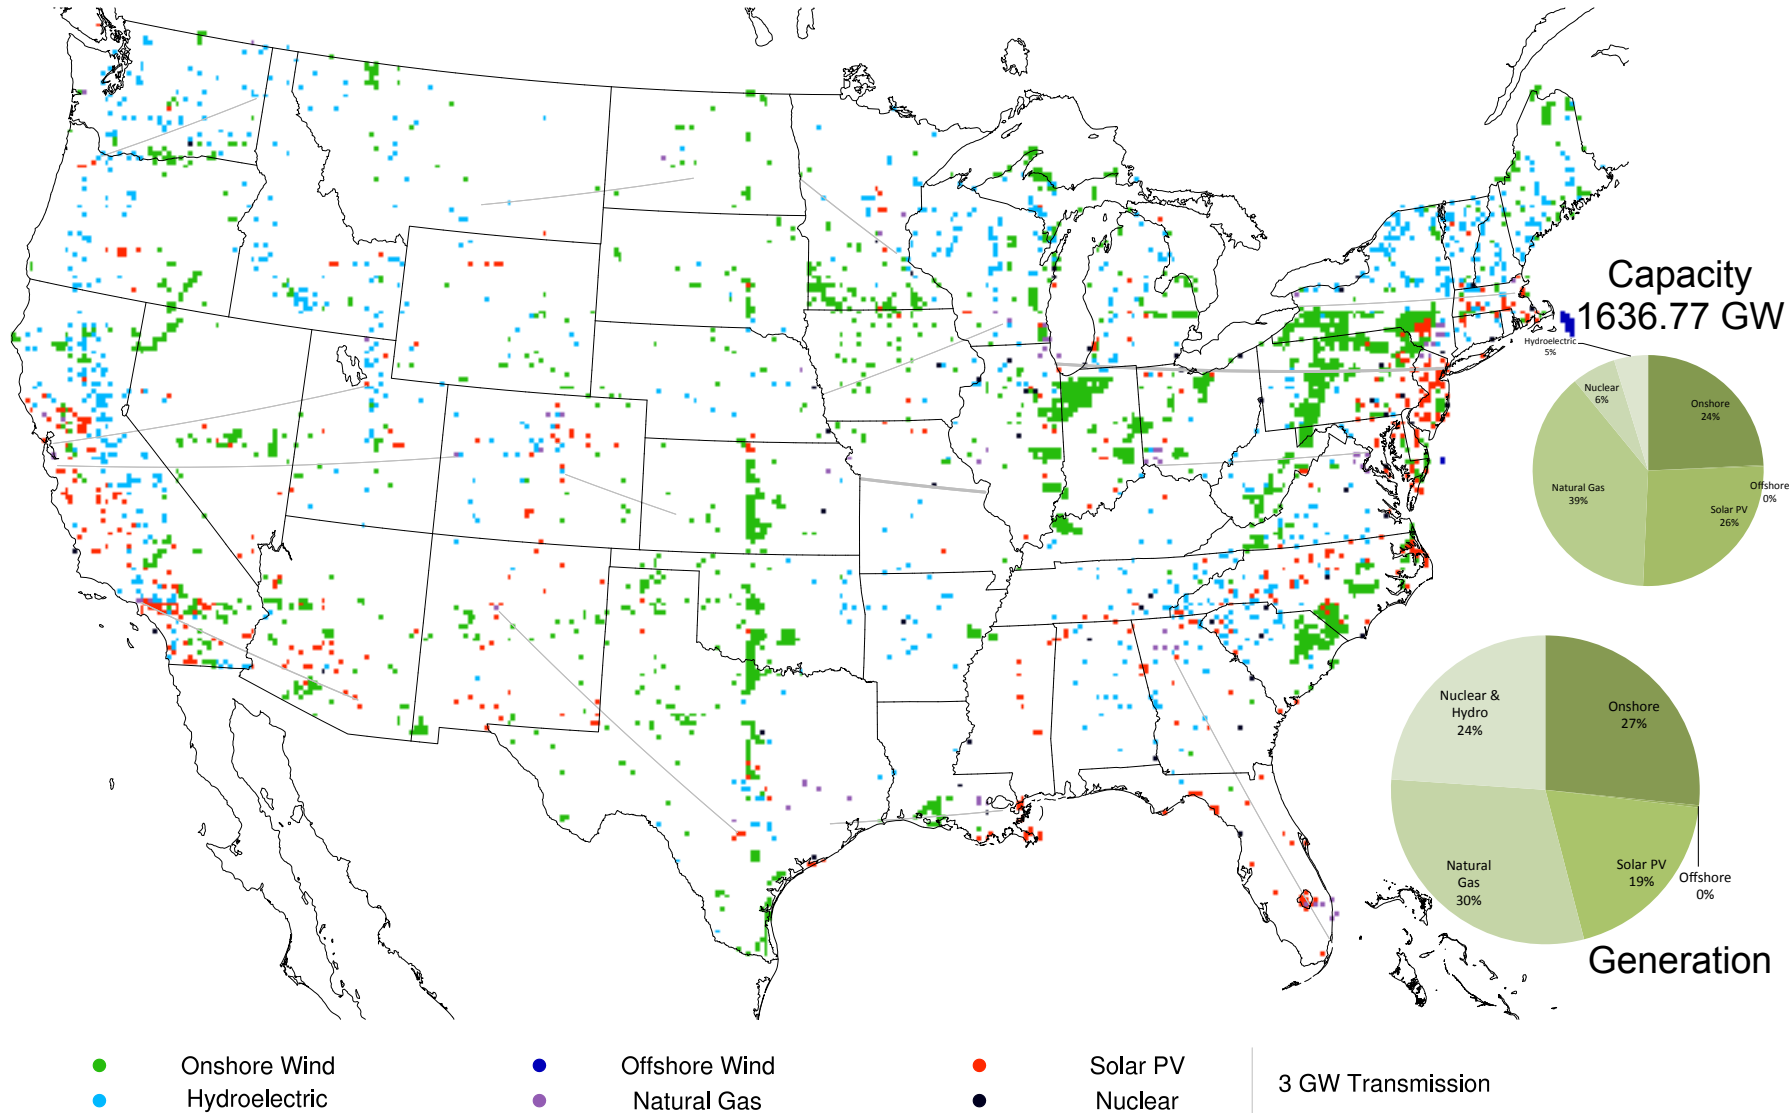 Capacity
1636.77 GW
Hydroelectric
5%
Nuclear
6%
Onshore
24%
Natural Gas
39%
Offshore
0%
Solar PV
26%
Nuclear &
Hydro
24%
Onshore
27%
Natural
Gas
30%
Solar PV
19%
Offshore
0%
Generation
Onshore Wind
Offshore Wind
Solar PV
3 GW Transmission
Hydroelectric
Natural Gas
Nuclear